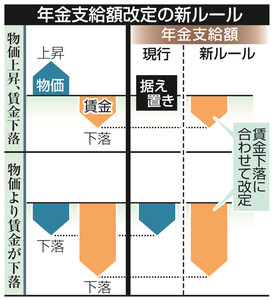 年金支給額改定の新ルール
年金支給額
現行
新ルール
物価上昇、賃金下落
上昇
物価
賃金
下落
据え
置き
賃金下落に
合わせて改定
物価より賃金が下落
下落
下落